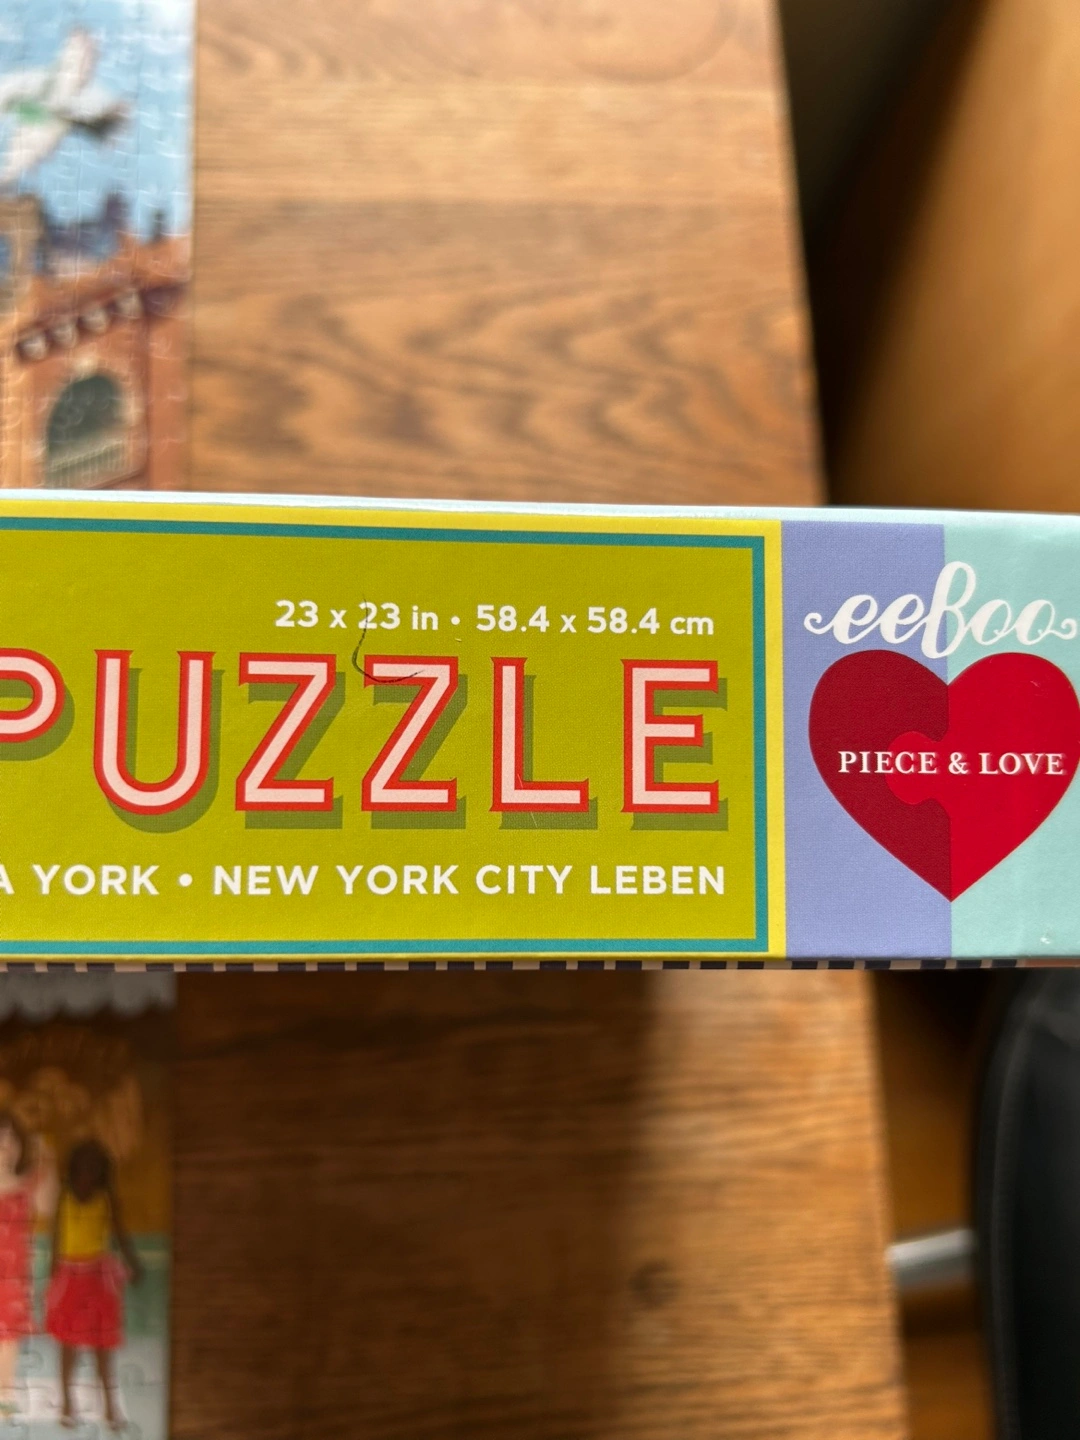 23 x 23 in • 58.4 x 58.4 cm
PUZZLE
YORK • NEW YORK CITY LEBEN
eeBoo
PIECE & LOVE